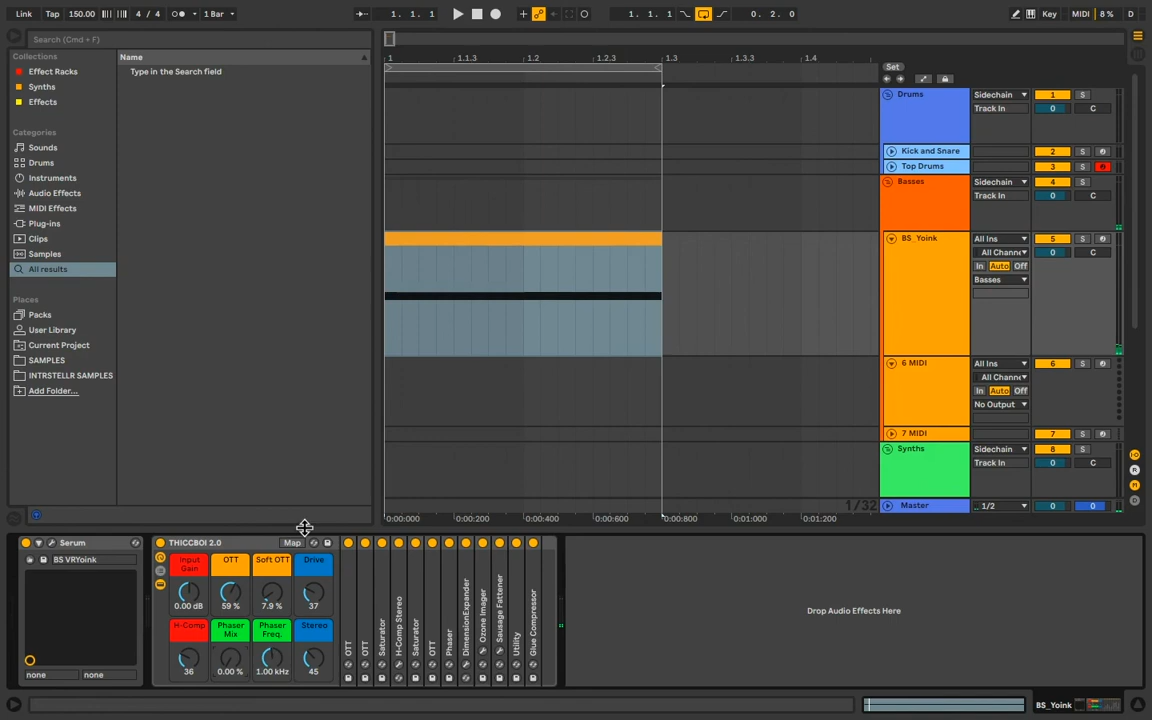 Link Tap 150.00 4 / 4 1 Bar 1. 1. 1 1. 1. 1 0. 2. 0 Key MIDI 8 % D
Search (Cmd + F)
Collections
Effect Racks
Synths
Effects
Categories
Sounds
Drums
Instruments
Audio Effects
MIDI Effects
Plug-ins
Clips
Samples
All results
Places
Packs
User Library
Current Project
SAMPLES
INTRSTELLR SAMPLES
Add Folder...
Name
Type in the Search field
1 1.1.3 1.2 1.2.3 1.3 1.3.3 1.4
Set
Drums Sidechain 1 S
Track In 0 C
Kick and Snare 2 S
Top Drums 3 S
Basses Sidechain 4 S
Track In 0 C
BS_Yoink All Ins 5 S
All Channe 0 C
In Auto Off
Basses
6 MIDI All Ins 6 S
All Channe
In Auto Off
No Output
7 MIDI 7 S
Synths Sidechain 8 S
Track In 0 C
1/32 Master 1/2 0 0
0:00:000 0:00:200 0:00:400 0:00:600 0:00:800 0:01:000 0:01:200
I-O
R
M
D
Serum
BS VRYoink
none none
THICCBOI 2.0 Map
Input Gain OTT Soft OTT Drive
0.00 dB 59 % 7.9 % 37
H-Comp Phaser Mix Phaser Freq. Stereo
36 0.00 % 1.00 kHz 45
OTT
OTT
Saturator
H-Comp Stereo
Saturator
OTT
Phaser
DimensionExpander
Ozone Imager
Sausage Fattener
Utility
Glue Compressor
Drop Audio Effects Here
BS_Yoink